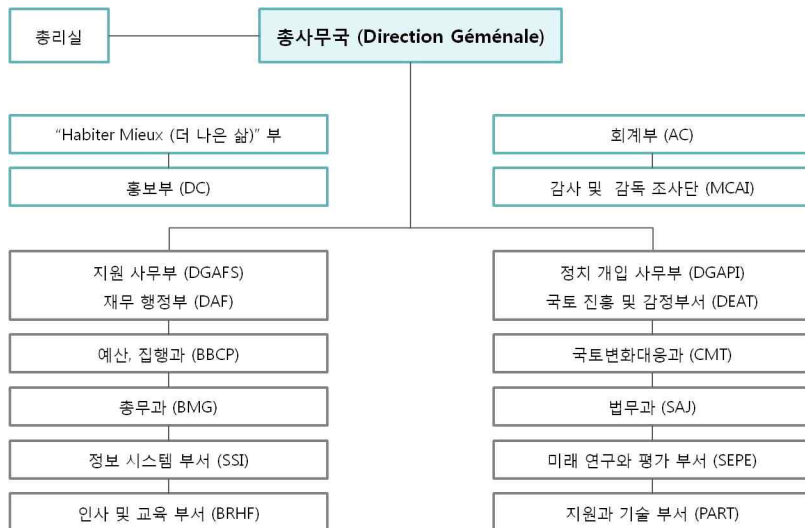 총리실
총사무국 (Direction Géménale)
“Habiter Mieux (더 나은 삶)” 부
홍보부 (DC)
회계부 (AC)
감사 및 감독 조사단 (MCAI)
지원 사무부 (DGAFS)
재무 행정부 (DAF)
예산, 집행과 (BBCP)
총무과 (BMG)
정보 시스템 부서 (SSI)
인사 및 교육 부서 (BRHF)
정치 개입 사무부 (DGAPI)
국토 진흥 및 감정부서 (DEAT)
국토변화대응과 (CMT)
법무과 (SAJ)
미래 연구와 평가 부서 (SEPE)
지원과 기술 부서 (PART)